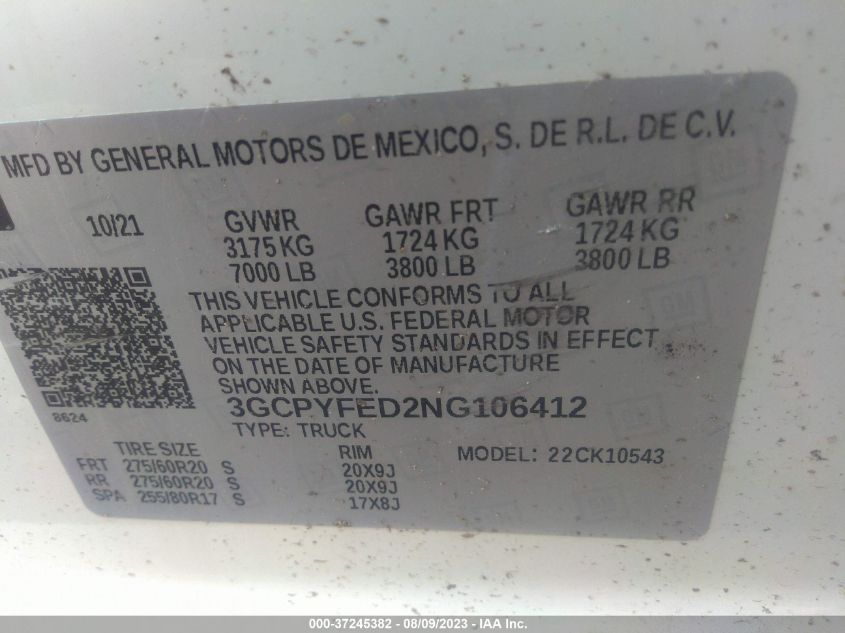 MFD BY GENERAL MOTORS DE MEXICO, S. DE R.L. DE C.V.
10/21 GVWR GAWR FRT GAWR RR
3175 KG 1724 KG 1724 KG
7000 LB 3800 LB 3800 LB
THIS VEHICLE CONFORMS TO ALL
APPLICABLE U.S. FEDERAL MOTOR
VEHICLE SAFETY STANDARDS IN EFFECT
ON THE DATE OF MANUFACTURE
SHOWN ABOVE.
8624
3GCPYFED2NG106412
TYPE: TRUCK
MODEL: 22CK10543
TIRE SIZE RIM
FRT 275/60R20 S 20X9J
RR 275/60R20 S 20X9J
SPA 255/80R17 S 17X8J
000-37245382 - 08/09/2023 - IAA Inc.